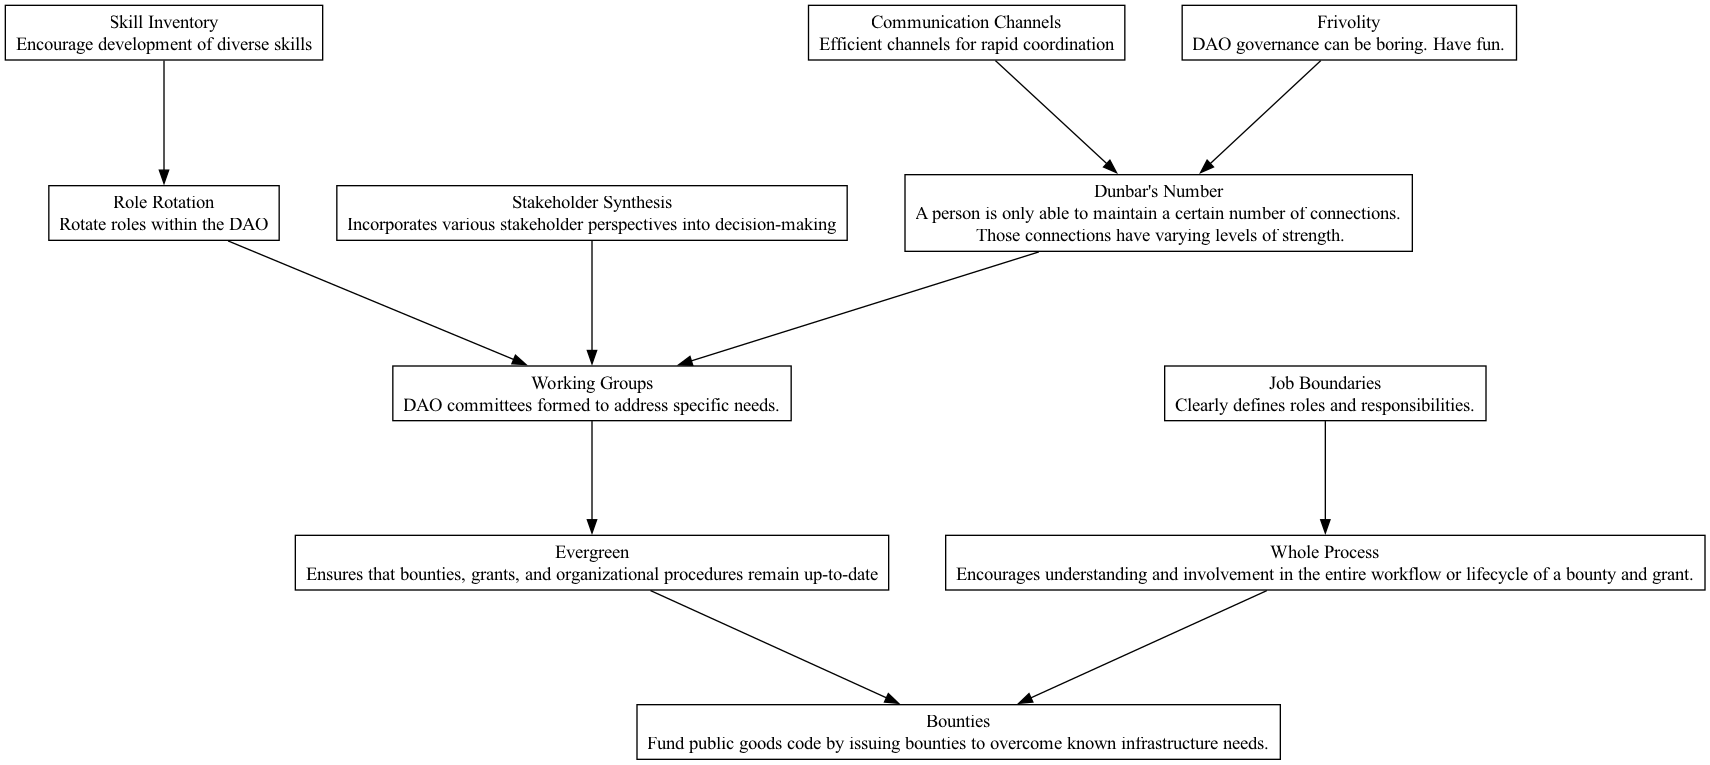 Skill Inventory
Encourage development of diverse skills
Communication Channels
Efficient channels for rapid coordination
Frivolity
DAO governance can be boring. Have fun.
Role Rotation
Rotate roles within the DAO
Stakeholder Synthesis
Incorporates various stakeholder perspectives into decision-making
Dunbar's Number
A person is only able to maintain a certain number of connections.
Those connections have varying levels of strength.
Working Groups
DAO committees formed to address specific needs.
Job Boundaries
Clearly defines roles and responsibilities.
Evergreen
Ensures that bounties, grants, and organizational procedures remain up-to-date
Whole Process
Encourages understanding and involvement in the entire workflow or lifecycle of a bounty and grant.
Bounties
Fund public goods code by issuing bounties to overcome known infrastructure needs.